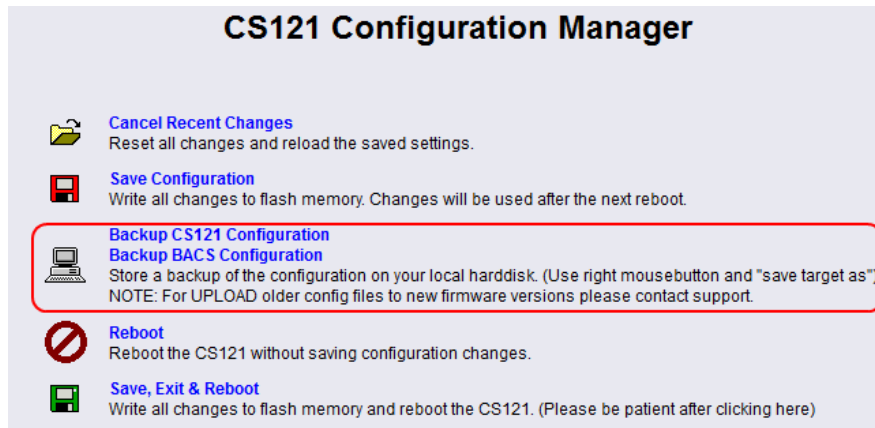 CS121 Configuration Manager
Cancel Recent Changes
Reset all changes and reload the saved settings.
Save Configuration
Write all changes to flash memory. Changes will be used after the next reboot.
Backup CS121 Configuration
Backup BACS Configuration
Store a backup of the configuration on your local harddisk. (Use right mousebutton and "save target as")
NOTE: For UPLOAD older config files to new firmware versions please contact support.
Reboot
Reboot the CS121 without saving configuration changes.
Save, Exit & Reboot
Write all changes to flash memory and reboot the CS121. (Please be patient after clicking here)